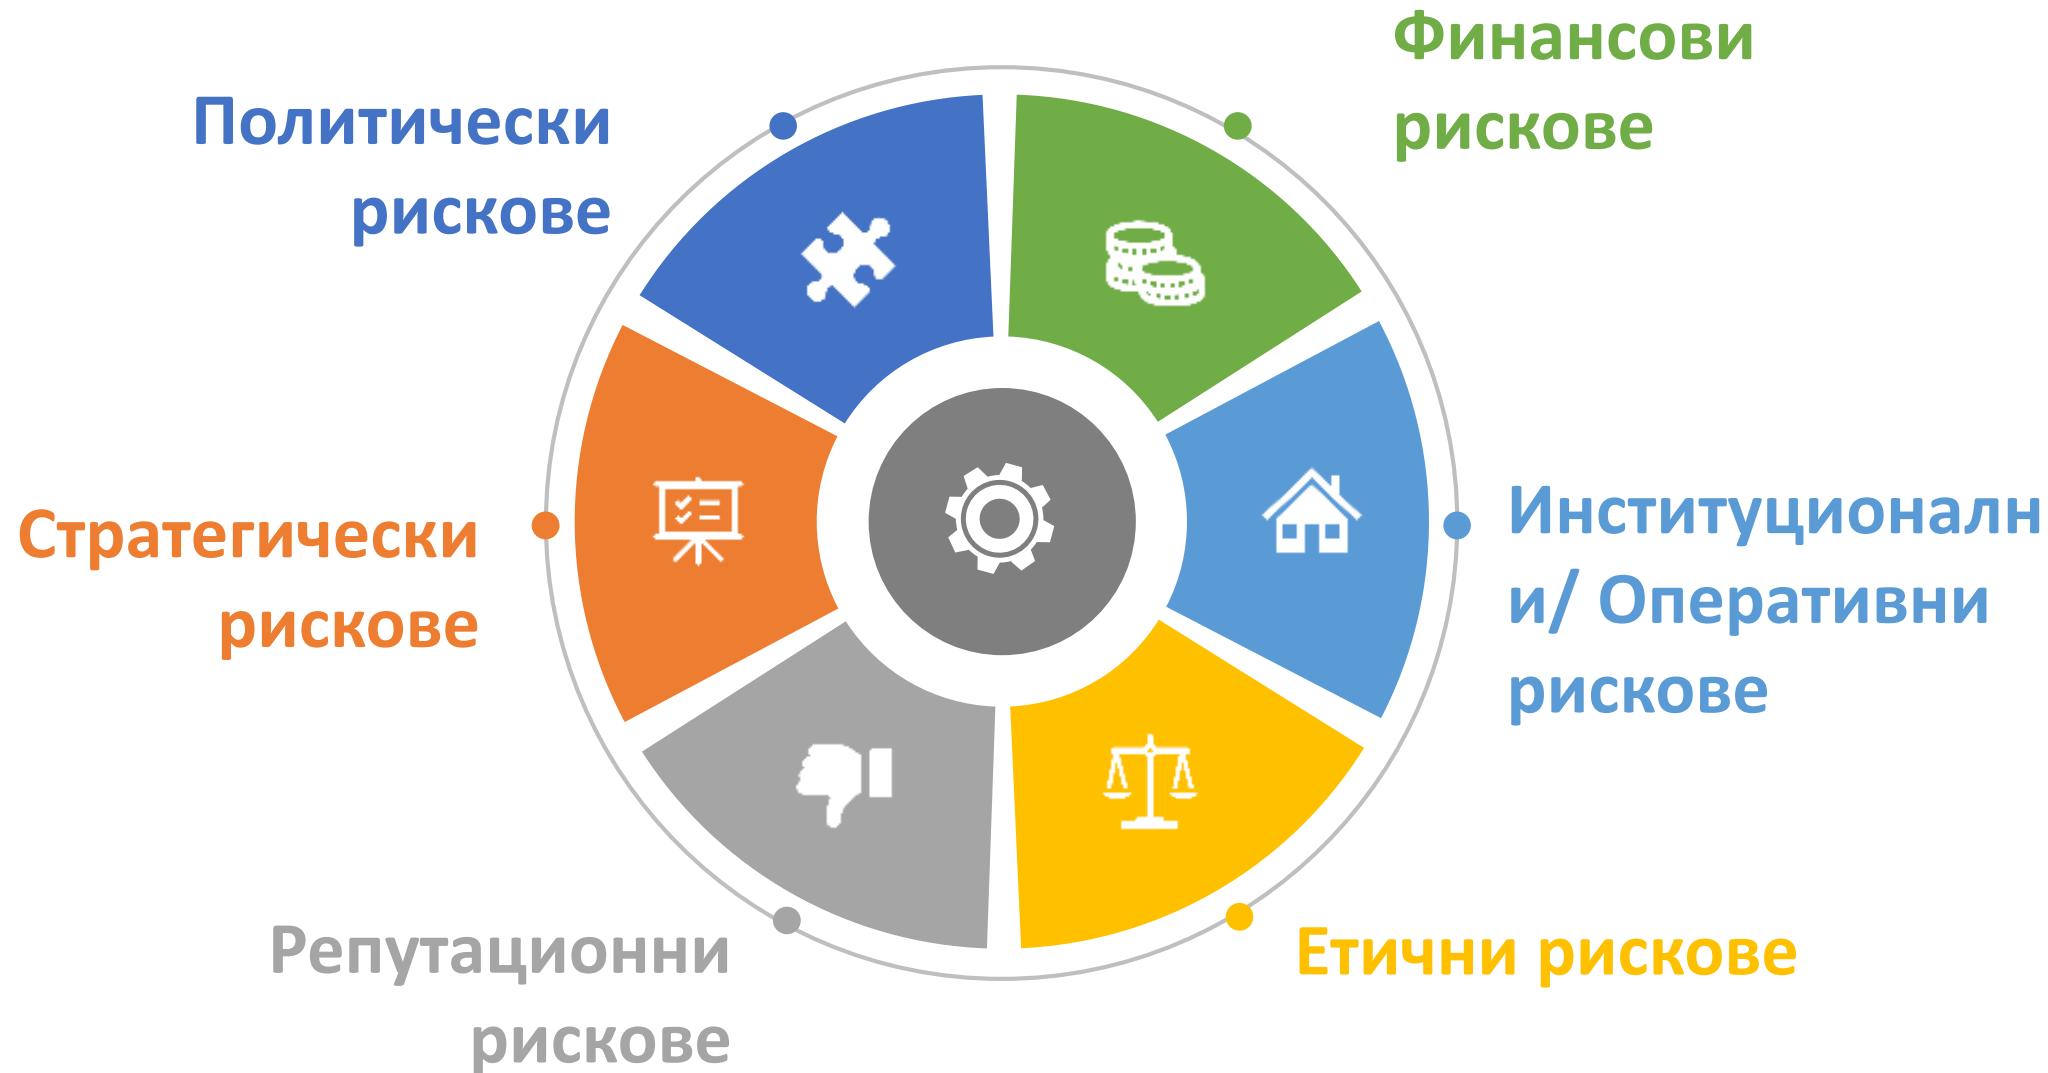 Финансови
рискове
Политически
рискове
Институционалн
и/ Оперативни
рискове
Стратегически
рискове
Етични рискове
Репутационни
рискове